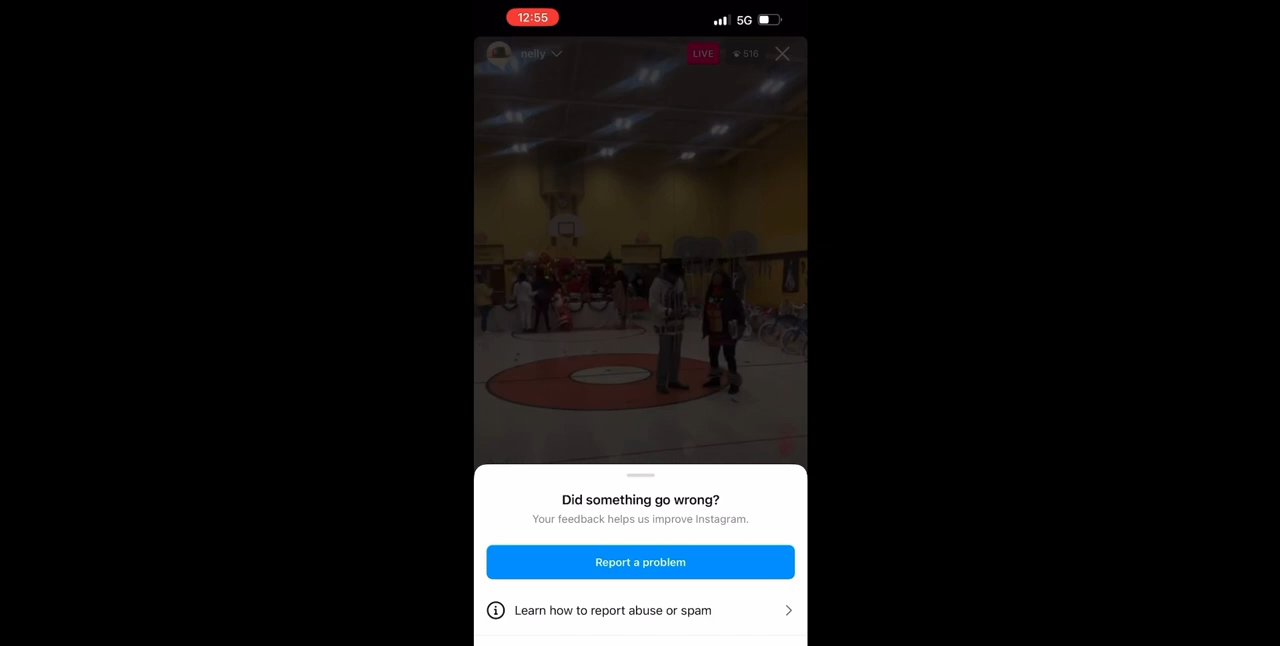 12:55
5G
nelly
LIVE
516
Did something go wrong?
Your feedback helps us improve Instagram.
Report a problem
Learn how to report abuse or spam